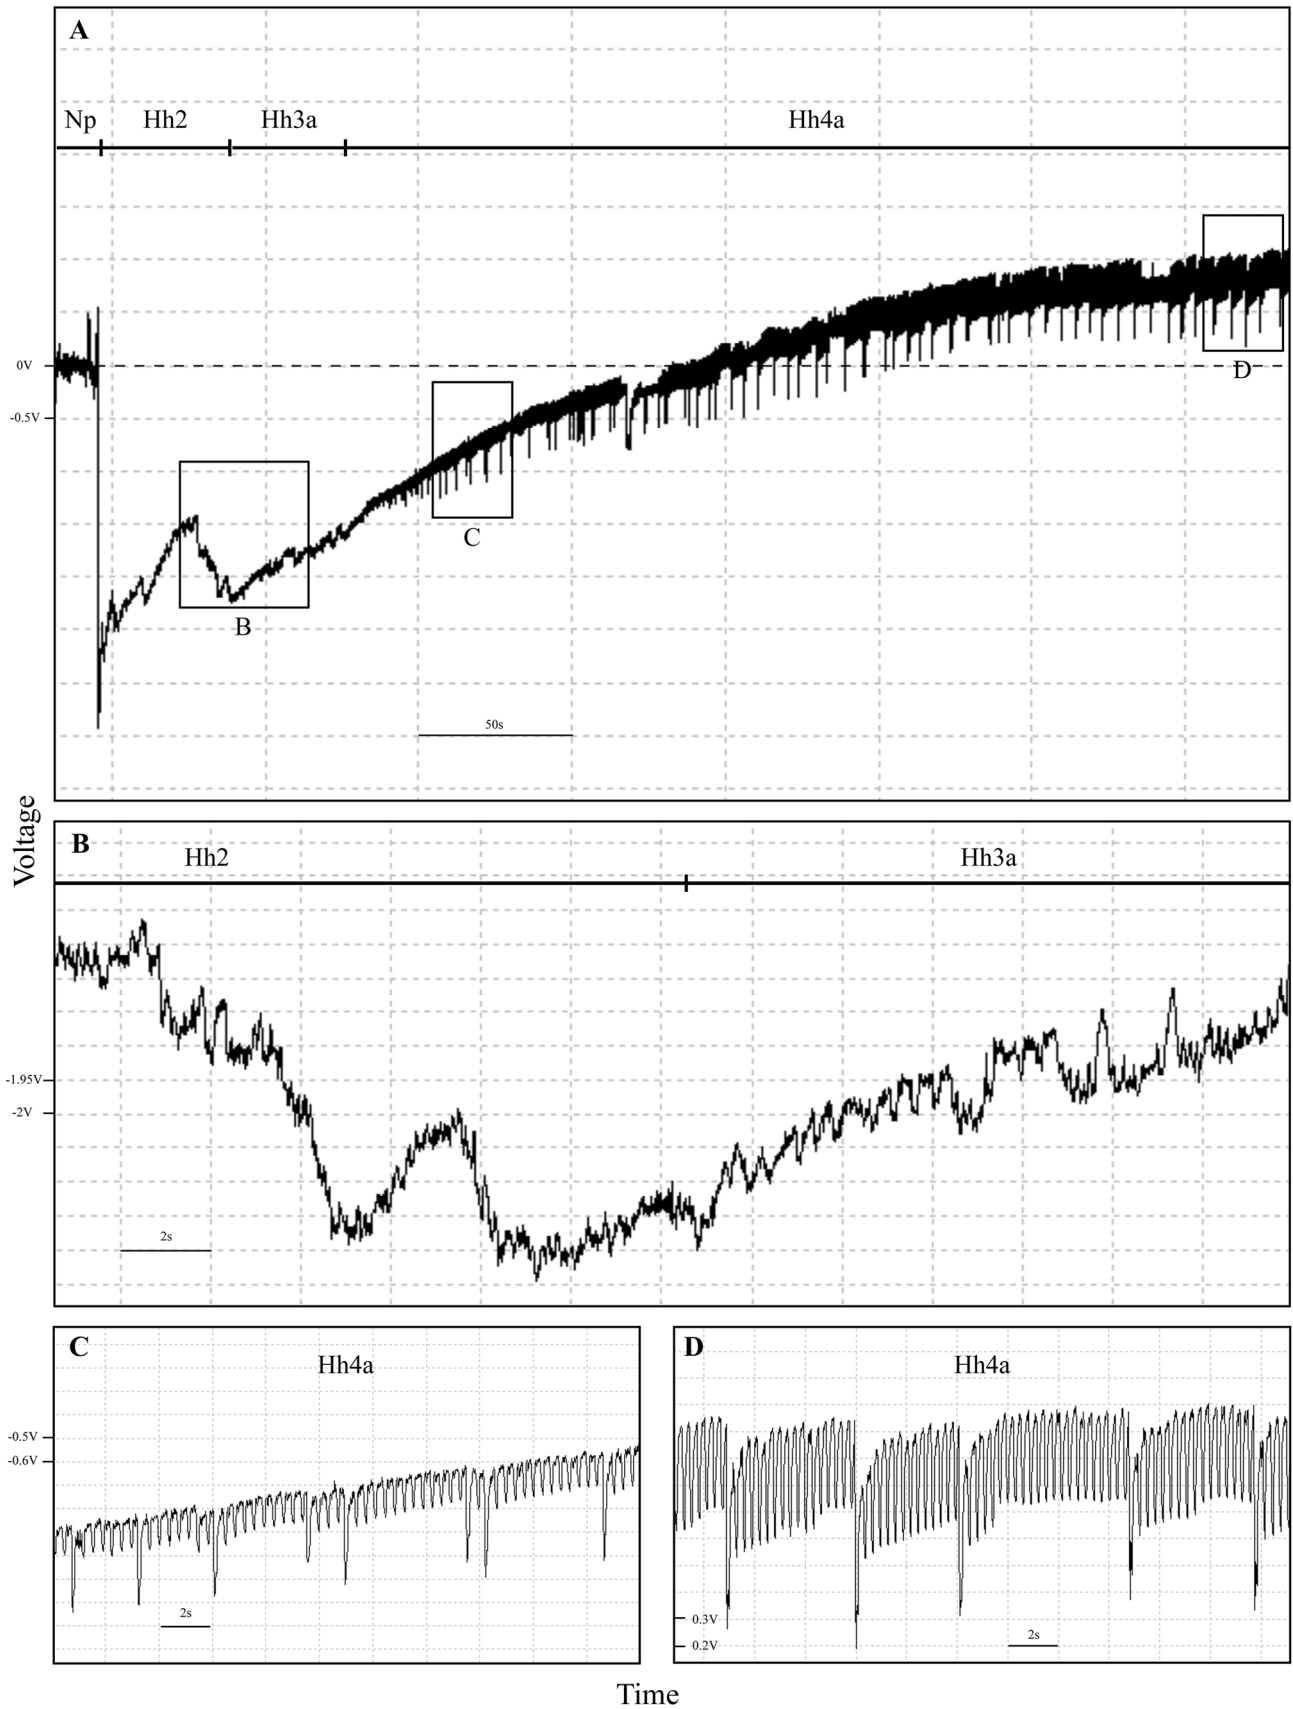 A
Np Hh2 Hh3a Hh4a
0V
-0.5V
D
C
B
50s
Voltage
B
Hh2 Hh3a
-1.95V
-2V
2s
C
Hh4a
-0.5V
-0.6V
2s
D
Hh4a
0.3V
0.2V
2s
Time